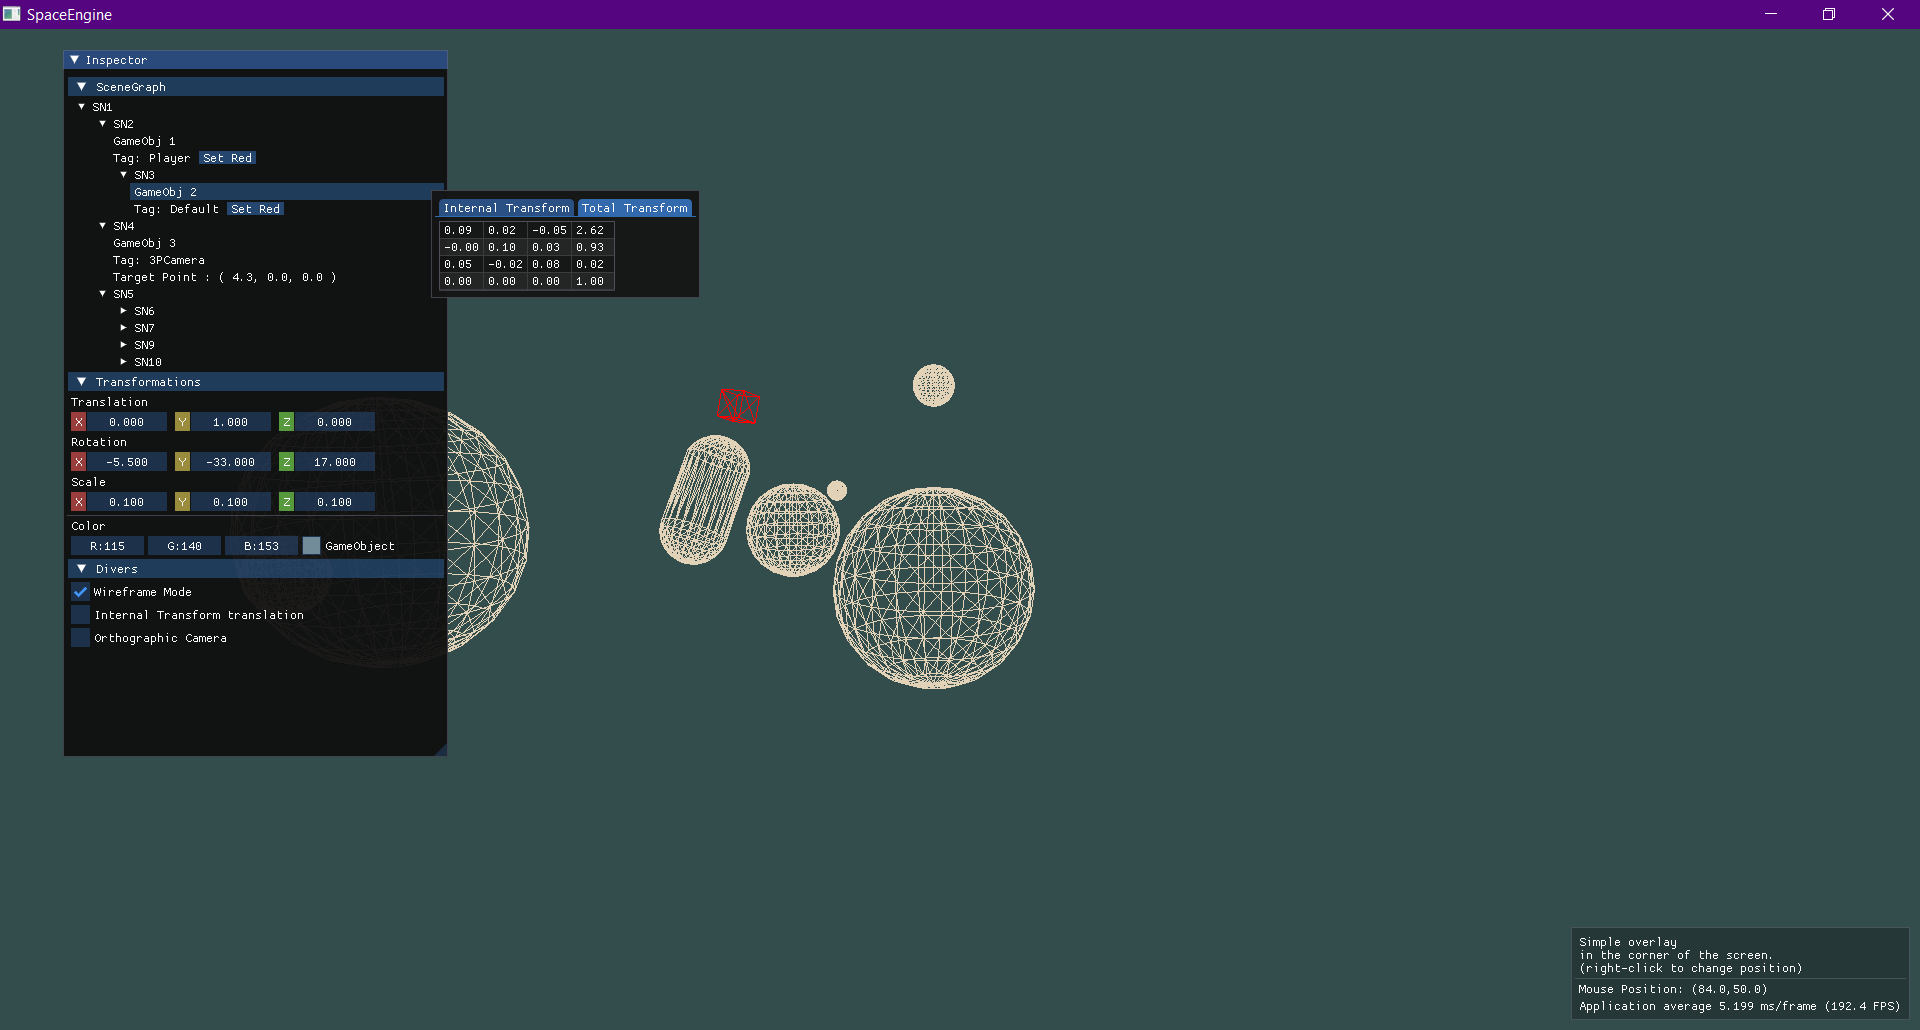 SpaceEngine
Inspector
SceneGraph
SN1
SN2
GameObj 1
Tag: Player Set Red
SN3
GameObj 2
Tag: Default Set Red
SN4
GameObj 3
Tag: 3PCamera
Target Point : ( 4.3, 0.0, 0.0 )
SN5
SN6
SN7
SN9
SN10
Transformations
Translation
X 0.000 Y 1.000 Z 0.000
Rotation
X -5.500 Y -33.000 Z 17.000
Scale
X 0.100 Y 0.100 Z 0.100
Color
R:115 G:140 B:153 GameObject
Divers
Wireframe Mode
Internal Transform translation
Orthographic Camera
Internal Transform Total Transform
0.09 0.02 -0.05 2.62
-0.00 0.10 0.03 0.93
0.05 -0.02 0.08 0.02
0.00 0.00 0.00 1.00
Simple overlay
in the corner of the screen.
(right-click to change position)
Mouse Position: (84.0,50.0)
Application average 5.199 ms/frame (192.4 FPS)